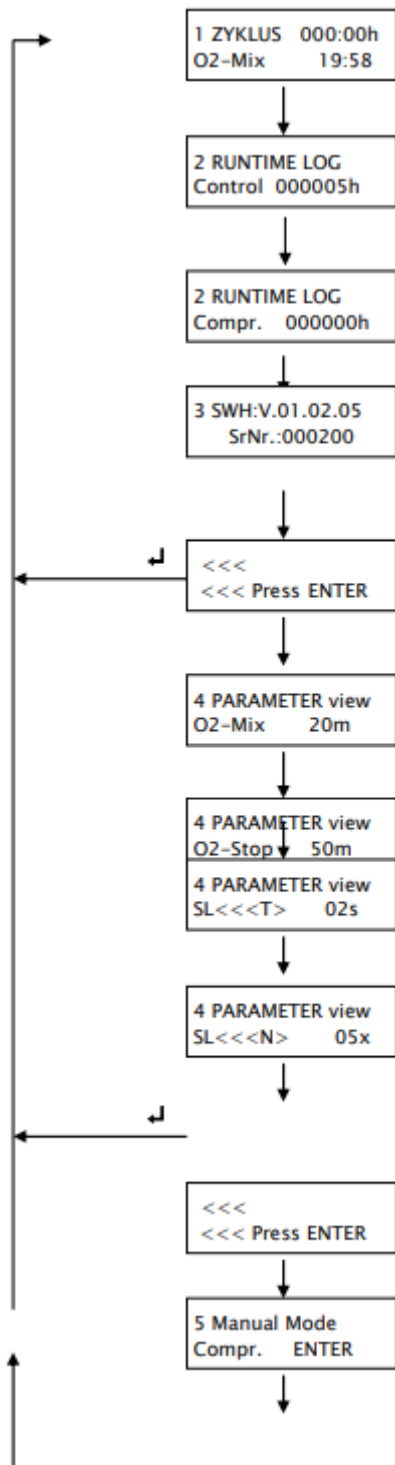 1 ZYKLUS 000:00h
O2-Mix 19:58
2 RUNTIME LOG
Control 000005h
2 RUNTIME LOG
Compr. 000000h
3 SWH:V.01.02.05
SrNr.:000200
<<<
<<< Press ENTER
4 PARAMETER view
O2-Mix 20m
4 PARAMETER view
O2-Stop 50m
4 PARAMETER view
SL<<<T> 02s
4 PARAMETER view
SL<<<N> 05x
<<<
<<< Press ENTER
5 Manual Mode
Compr. ENTER